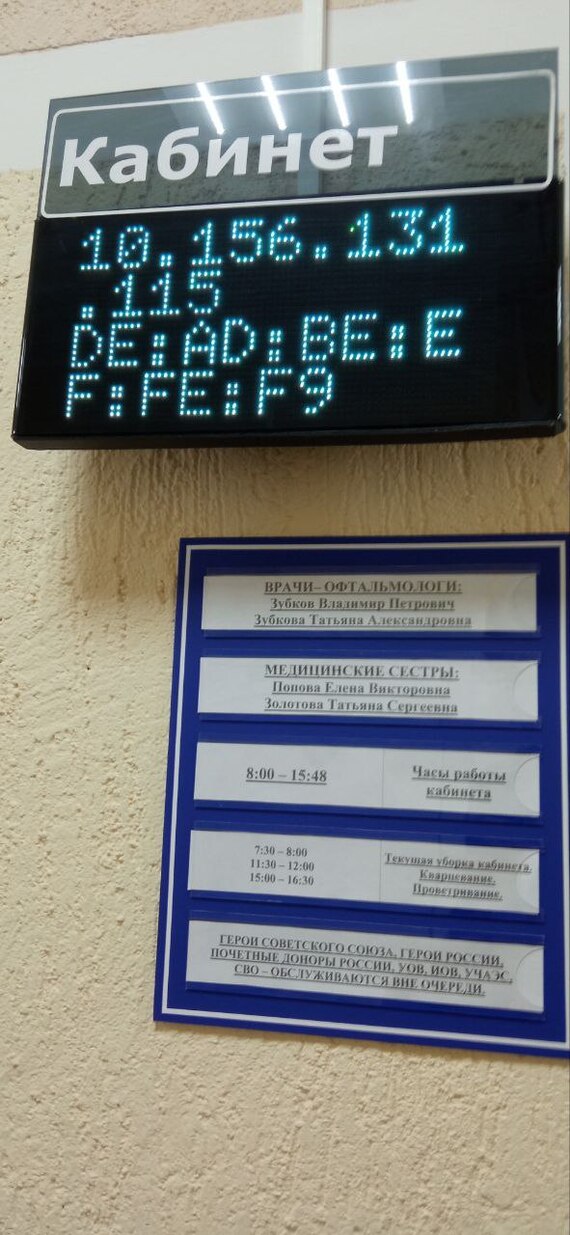 Кабинет
10.156.131
.115
DE:AD:BE:E
F:FE:F9
ВРАЧИ– ОФТАЛЬМОЛОГИ:
Зубков Владимир Петрович
Зубкова Татьяна Александровна
МЕДИЦИНСКИЕ СЕСТРЫ:
Попова Елена Викторовна
Золотова Татьяна Сергеевна
8:00 – 15:48
Часы работы
кабинета
7:30 – 8:00
11:30 – 12:00
15:00 – 16:30
Текущая уборка кабинета.
Кварцевание.
Проветривание.
ГЕРОИ СОВЕТСКОГО СОЮЗА, ГЕРОИ РОССИИ,
ПОЧЕТНЫЕ ДОНОРЫ РОССИИ, УОВ, ИОВ, УЧАЭС,
СВО – ОБСЛУЖИВАЮТСЯ ВНЕ ОЧЕРЕДИ.